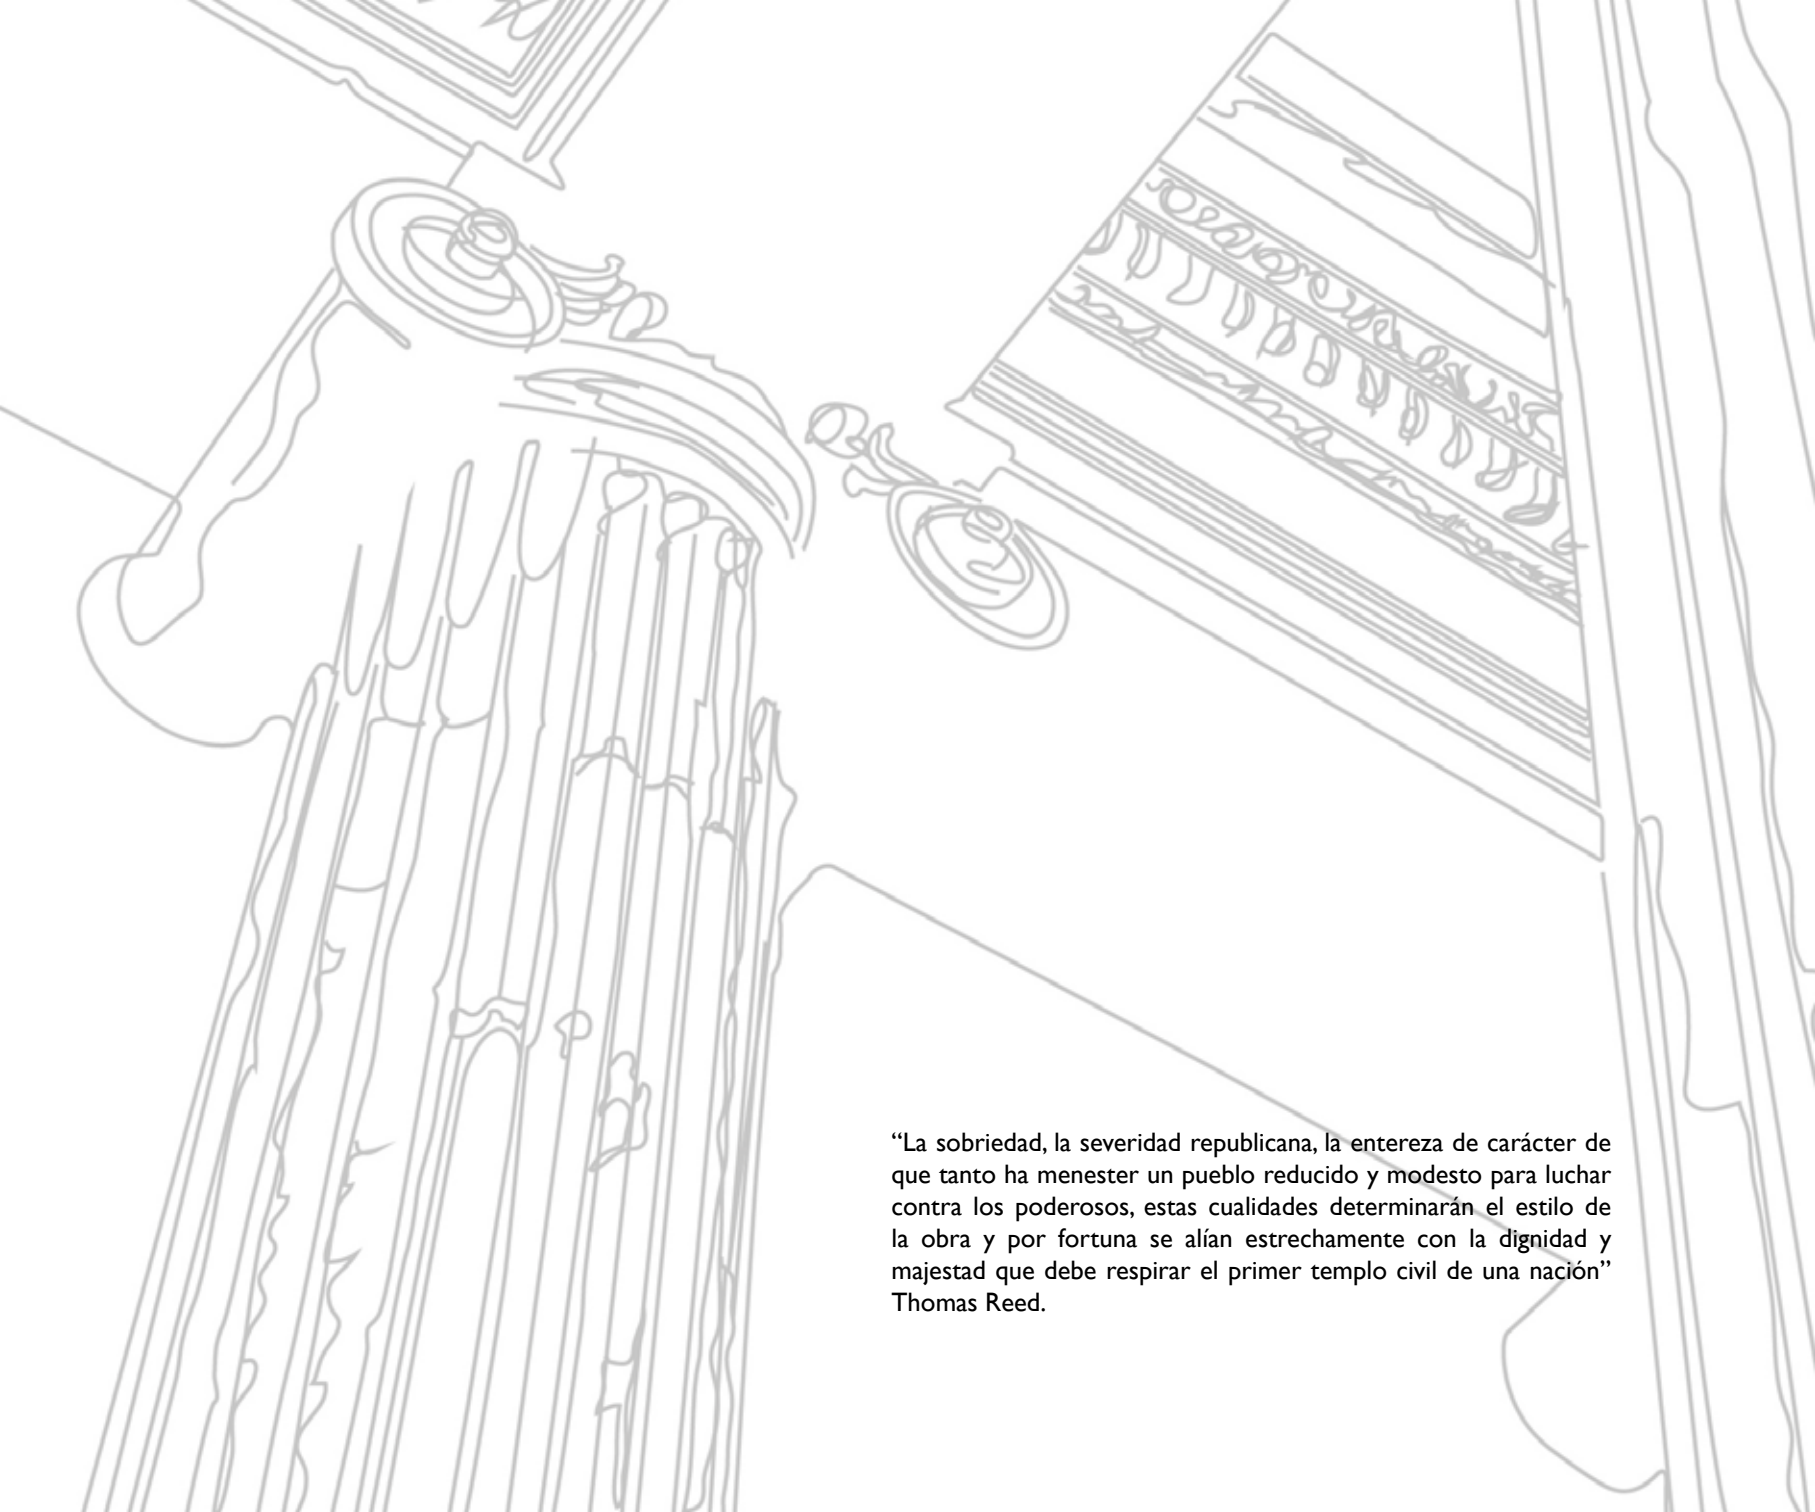 “La sobriedad, la severidad republicana, la entereza de carácter de
que tanto ha menester un pueblo reducido y modesto para luchar
contra los poderosos, estas cualidades determinarán el estilo de
la obra y por fortuna se alían estrechamente con la dignidad y
majestad que debe respirar el primer templo civil de una nación”
Thomas Reed.